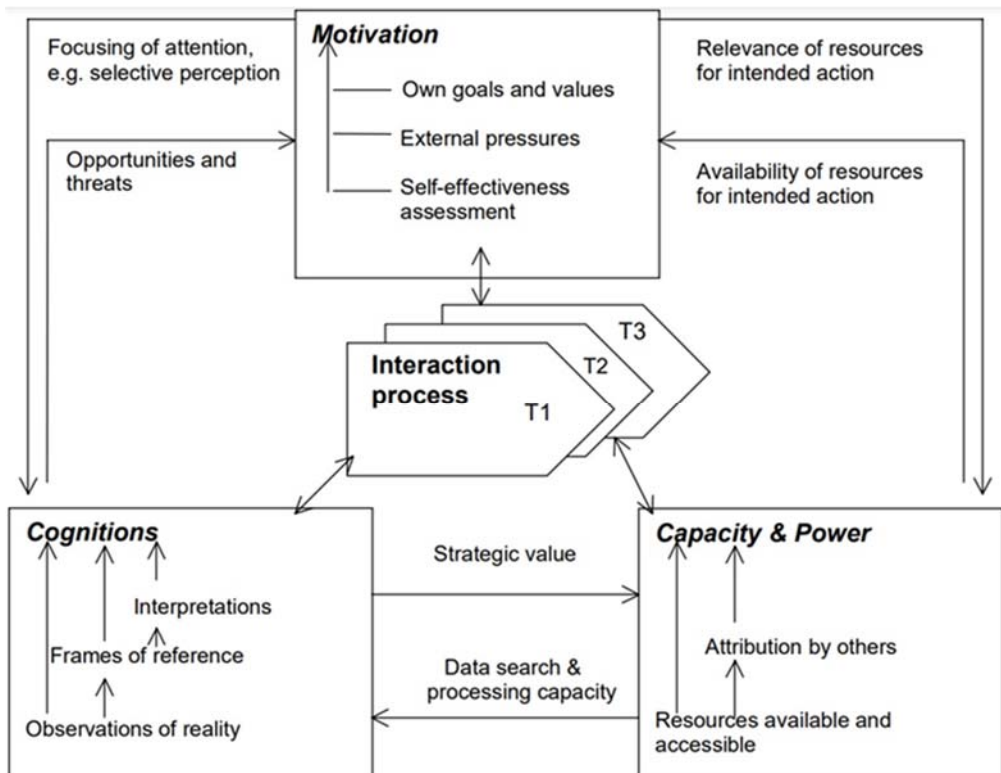 Motivation
Focusing of attention,
e.g. selective perception
Relevance of resources
for intended action
Own goals and values
External pressures
Opportunities and
threats
Self-effectiveness
assessment
Availability of resources
for intended action
Interaction
process
T1
T2
T3
Cognitions
Interpretations
Frames of reference
Observations of reality
Strategic value
Data search &
processing capacity
Capacity & Power
Attribution by others
Resources available and
accessible